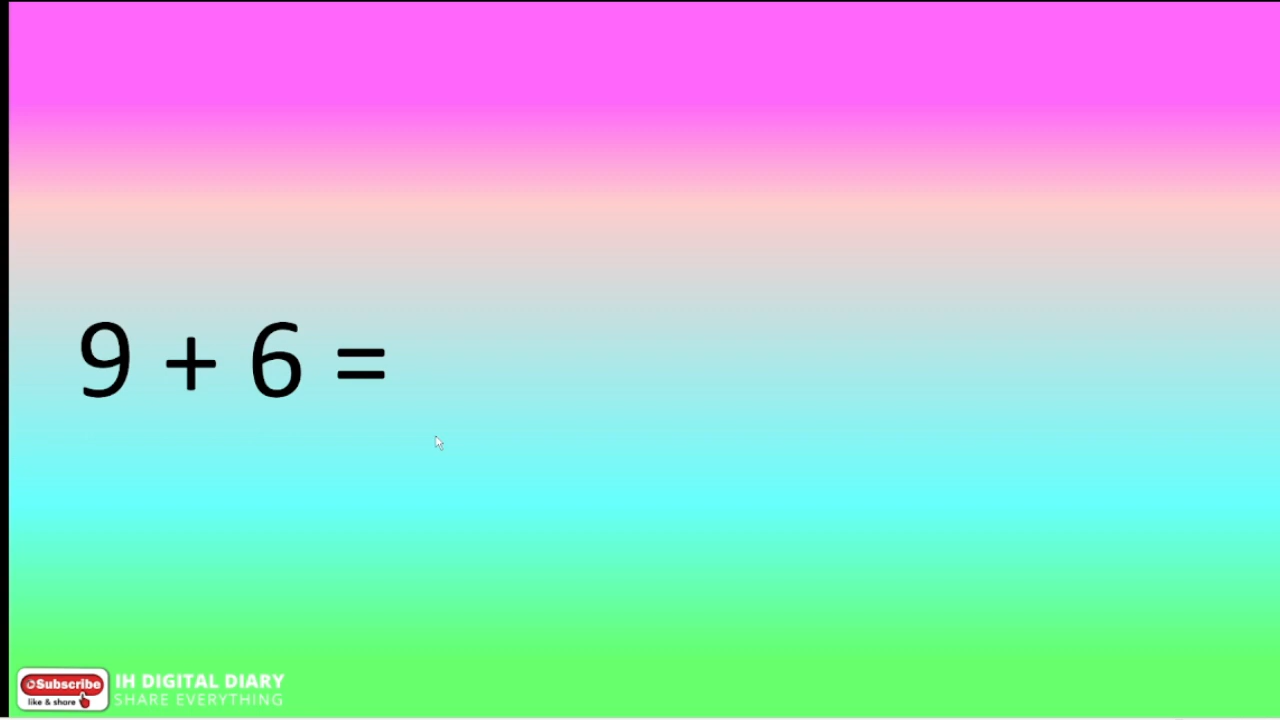 9 + 6 =
Subscribe
like & share
IH DIGITAL DIARY
SHARE EVERYTHING